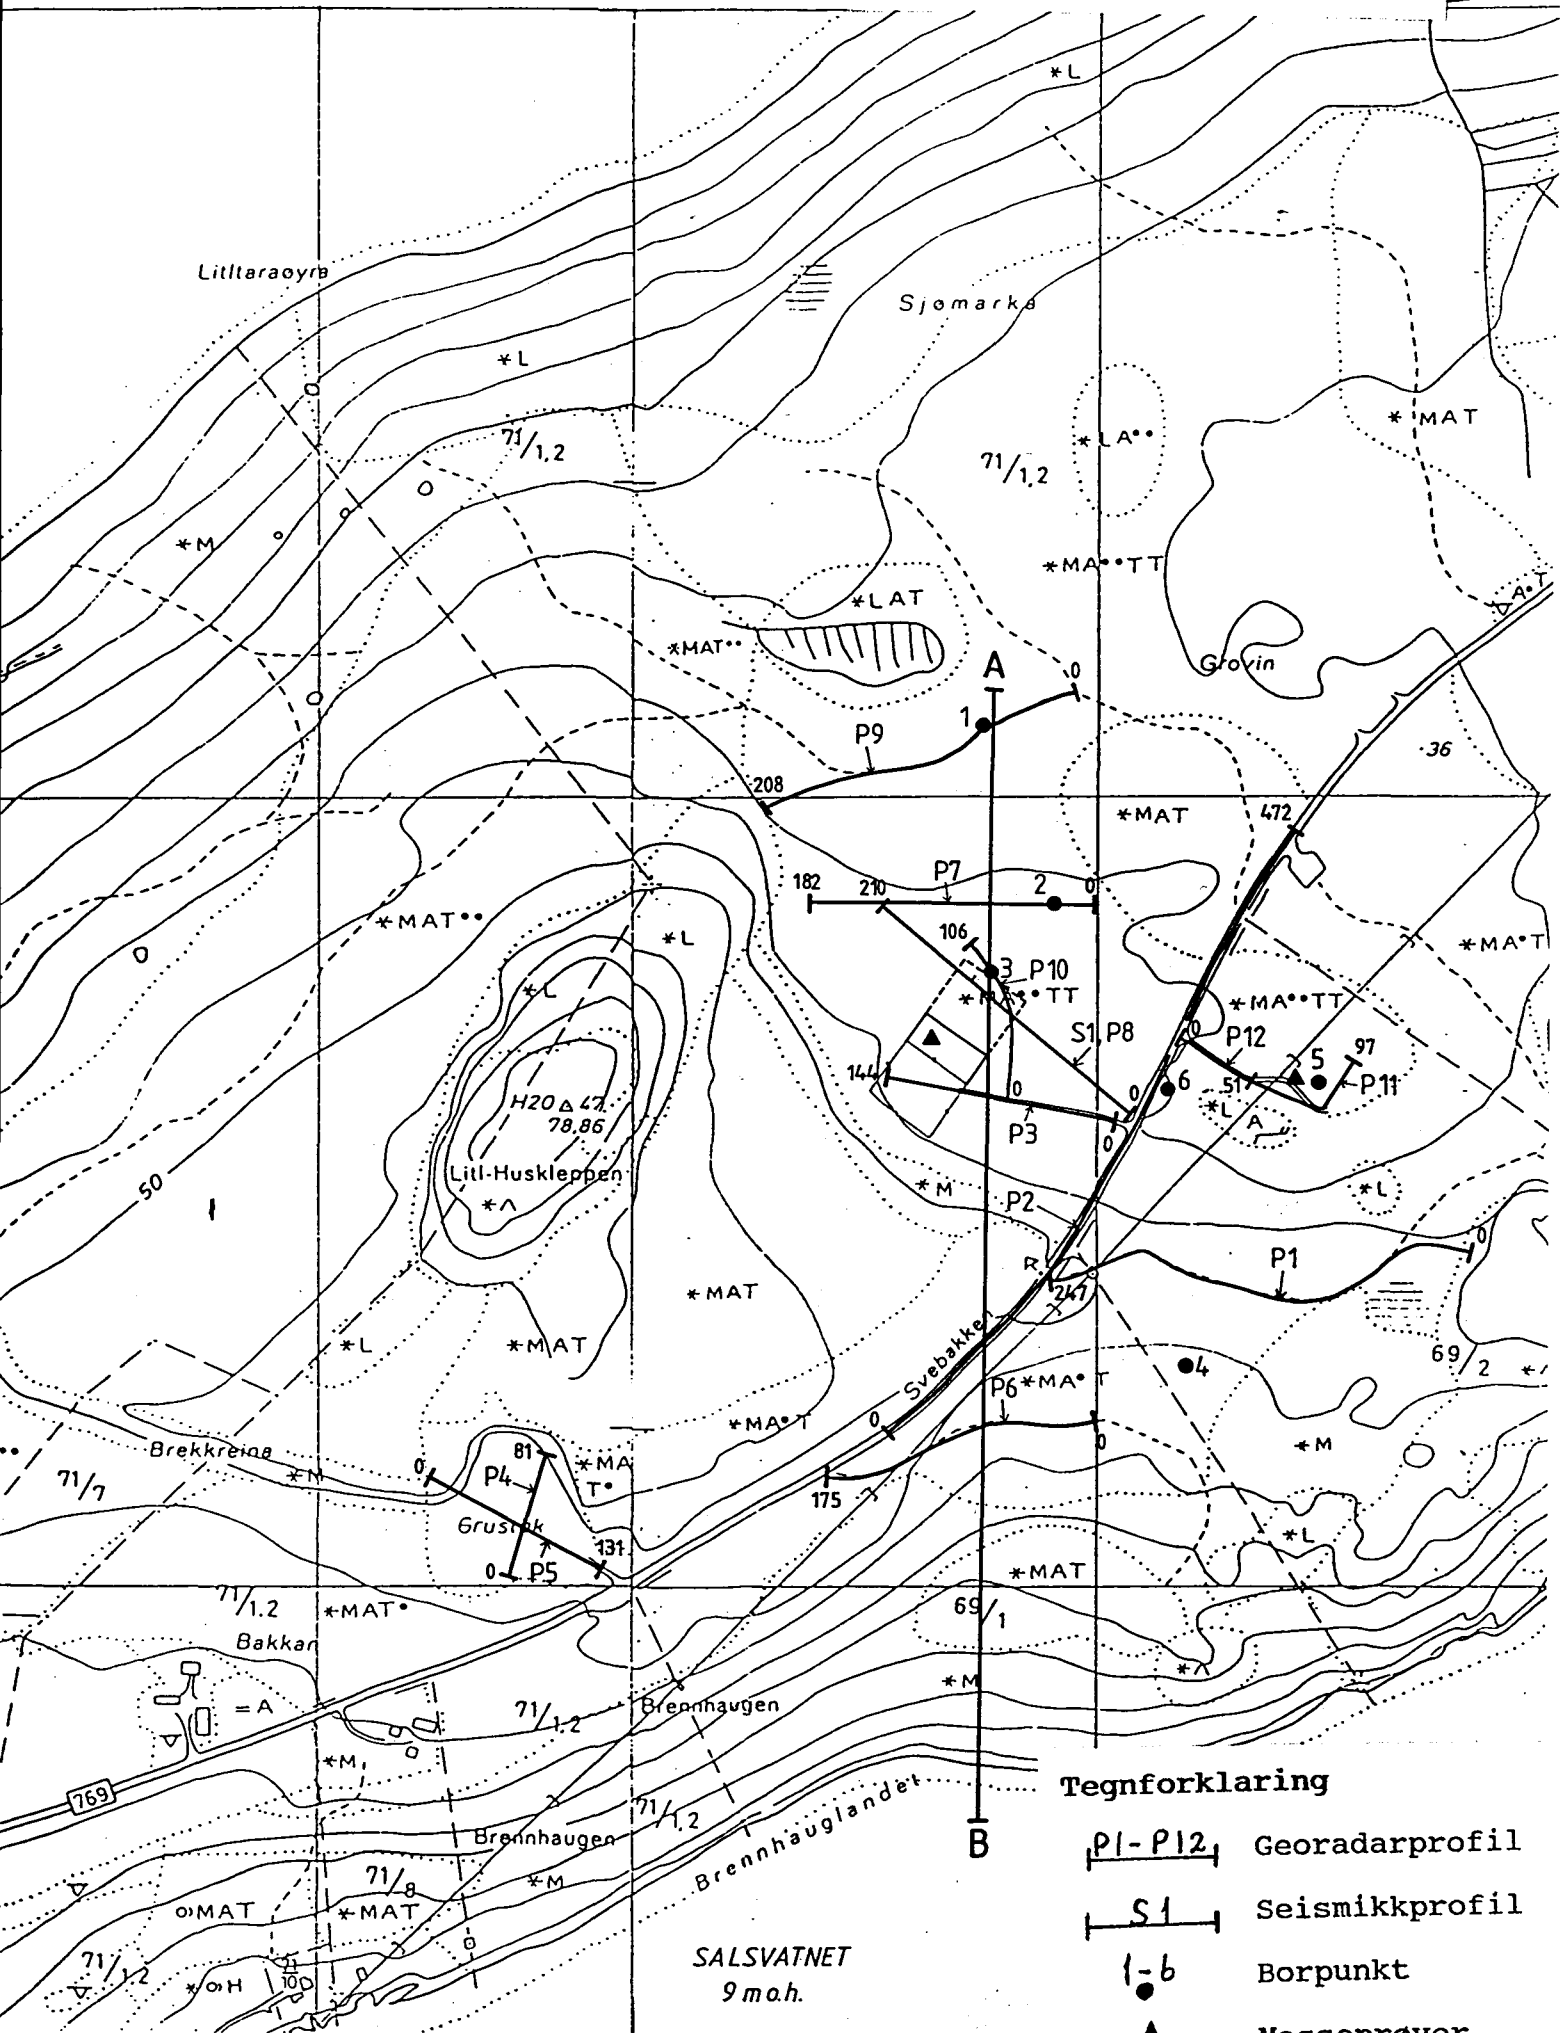 *L
Litltaraoyra
Sjømarka
*L
*MAT
71/1,2
*LA••
71/1,2
*M
*MA••TT
A•T
*LAT
*MAT••
Grovin
A
0
1
P9
•36
208
*MAT
472
P7
182
210
2
0
*MAT••
*L
106
*MA•T
3
P10
*L
*MA••TT
*MA••TT
S1,P8
0
P12
97
144
5
51
P11
6
0
0
H20 △ 47
78,86
*L
A
P3
0
Litl-Huskleppen
*M
*L
50
P2
R
0
P1
*MAT
247
Svebakken
*L
*MAT
69/2
4
P6
*MA•T
*MA•T
0
0
*M
Brekkreina
*M
0
81
*MA
T•
P4
71/7
175
Grustak
*L
131
0
P5
*MAT
71/1.2
*MAT•
69/1
Bakkan
*M
=A
71/1.2
Brennhaugen
*M
Tegnforklaring
769
71/1,2
Brennhauglandet
B
P1-P12
Georadarprofil
Brennhaugen
*M
71/8
o)MAT
*MAT
S1
Seismikkprofil
SALSVATNET
71/1,2
*o)H
21/10
1-6
Borpunkt
9 m o.h.
Masseprøver